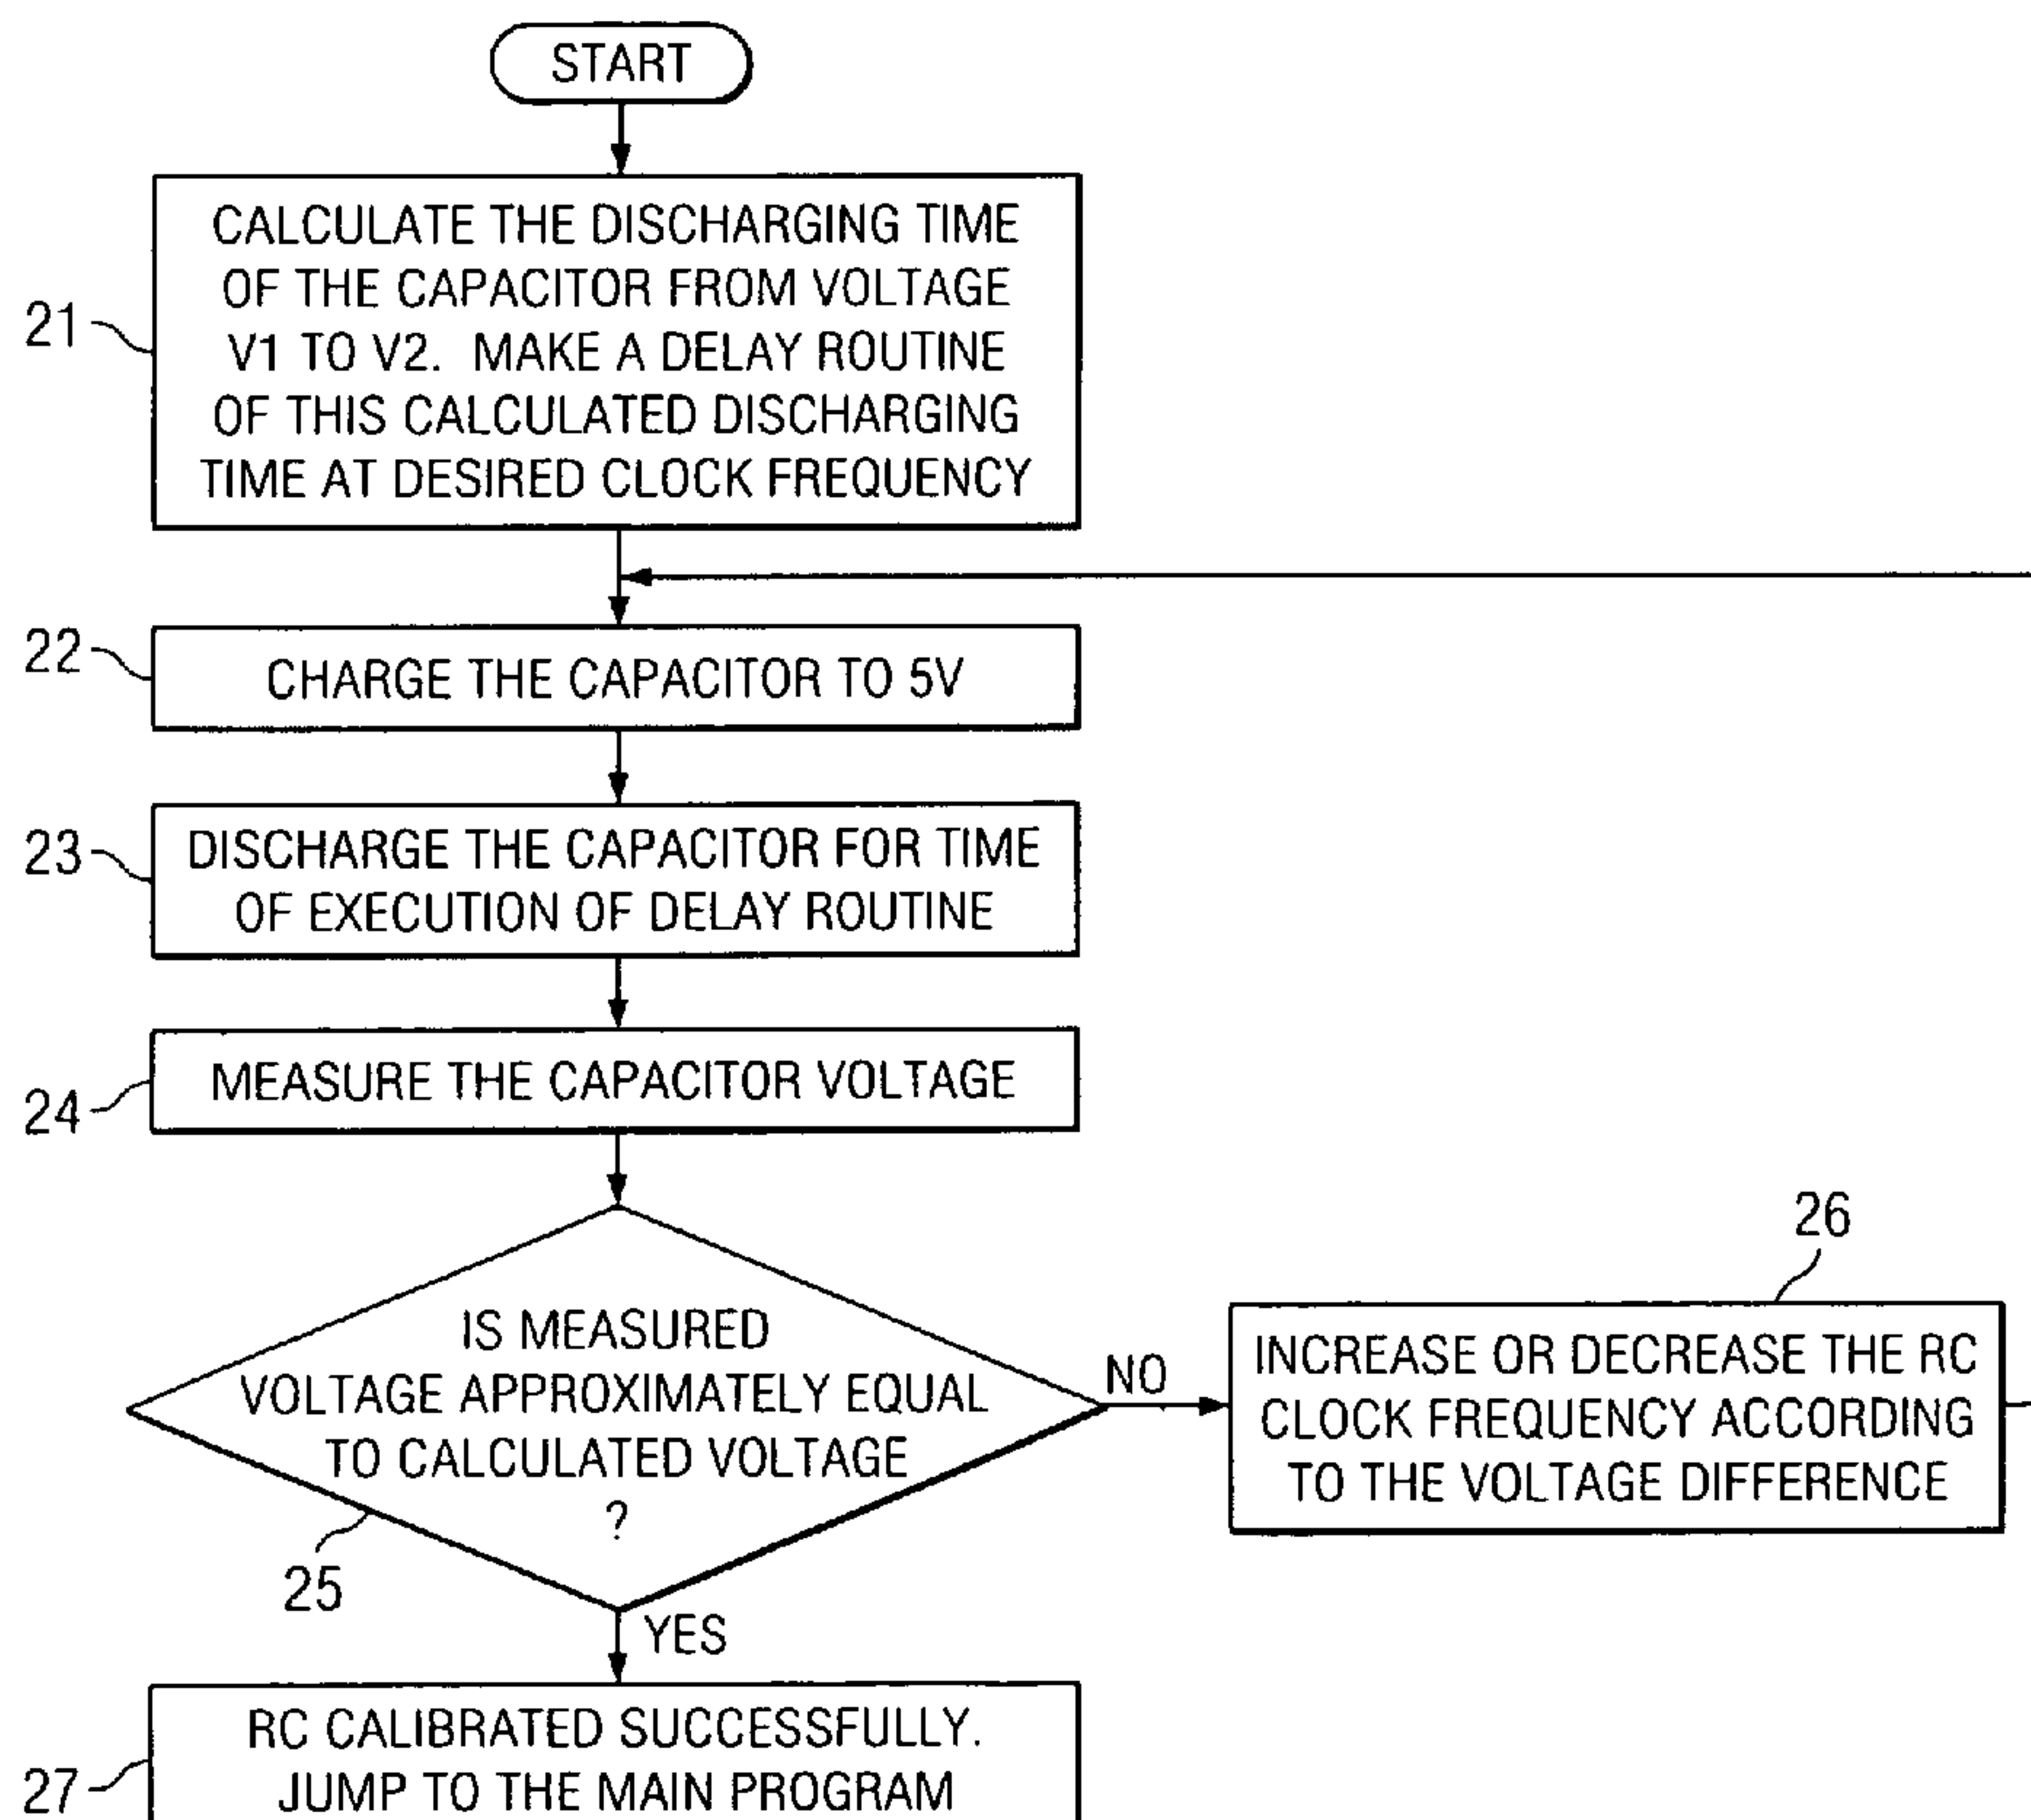 START
CALCULATE THE DISCHARGING TIME
OF THE CAPACITOR FROM VOLTAGE
V1 TO V2. MAKE A DELAY ROUTINE
OF THIS CALCULATED DISCHARGING
TIME AT DESIRED CLOCK FREQUENCY
21
22
CHARGE THE CAPACITOR TO 5V
23
DISCHARGE THE CAPACITOR FOR TIME
OF EXECUTION OF DELAY ROUTINE
24
MEASURE THE CAPACITOR VOLTAGE
IS MEASURED
VOLTAGE APPROXIMATELY EQUAL
TO CALCULATED VOLTAGE
?
25
NO
26
INCREASE OR DECREASE THE RC
CLOCK FREQUENCY ACCORDING
TO THE VOLTAGE DIFFERENCE
YES
27
RC CALIBRATED SUCCESSFULLY.
JUMP TO THE MAIN PROGRAM